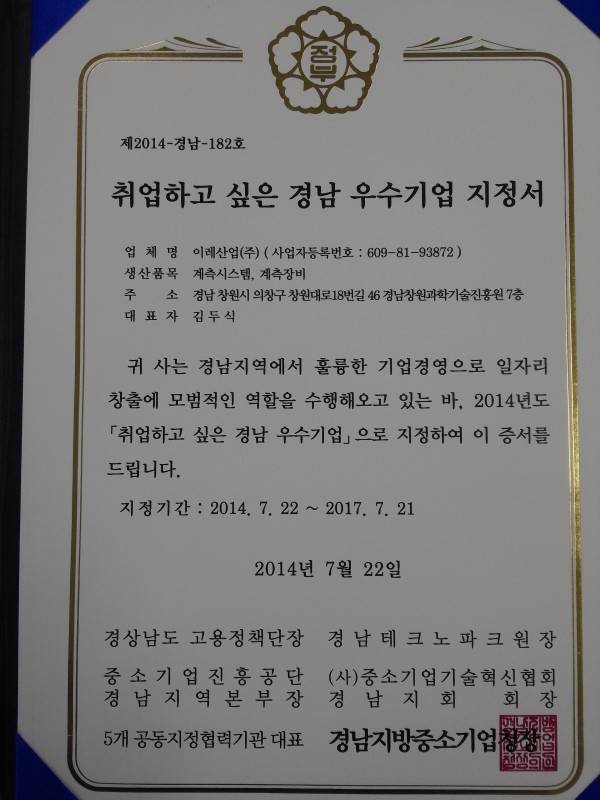 정부
제2014-경남-182호
취업하고 싶은 경남 우수기업 지정서
업 체 명 이레산업(주) ( 사업자등록번호 : 609-81-93872 )
생산품목 계측시스템, 계측장비
주 소 경남 창원시 의창구 창원대로18번길 46 경남창원과학기술진흥원 7층
대 표 자 김 두 식
귀 사는 경남지역에서 훌륭한 기업경영으로 일자리
창출에 모범적인 역할을 수행해오고 있는 바, 2014년도
「취업하고 싶은 경남 우수기업」으로 지정하여 이 증서를
드립니다.
지정기간 : 2014. 7. 22 ~ 2017. 7. 21
2014년 7월 22일
경상남도 고용정책단장 경남테크노파크원장
중소기업진흥공단 (사)중소기업기술혁신협회
경남지역본부장 경남지회 회장
5개 공동지정협력기관 대표 경남지방중소기업청장